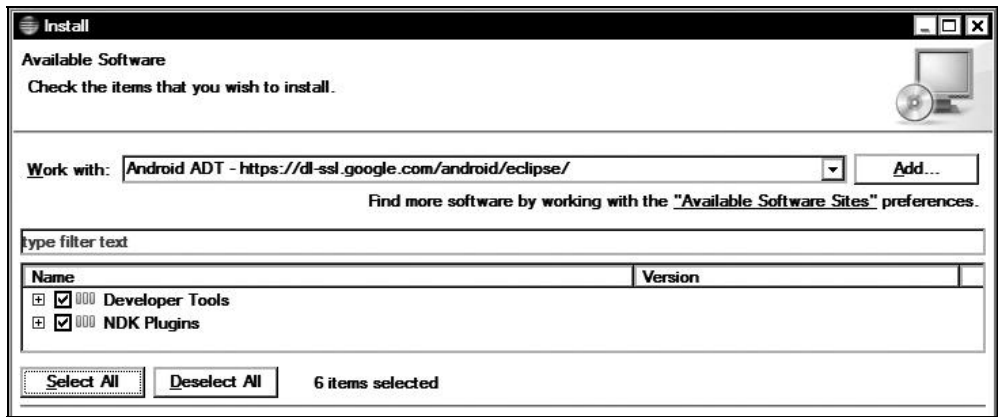 Install
Available Software
Check the items that you wish to install.
Work with: Android ADT - https://dl-ssl.google.com/android/eclipse/ Add...
Find more software by working with the "Available Software Sites" preferences.
type filter text
Name Version
Developer Tools
NDK Plugins
Select All Deselect All 6 items selected